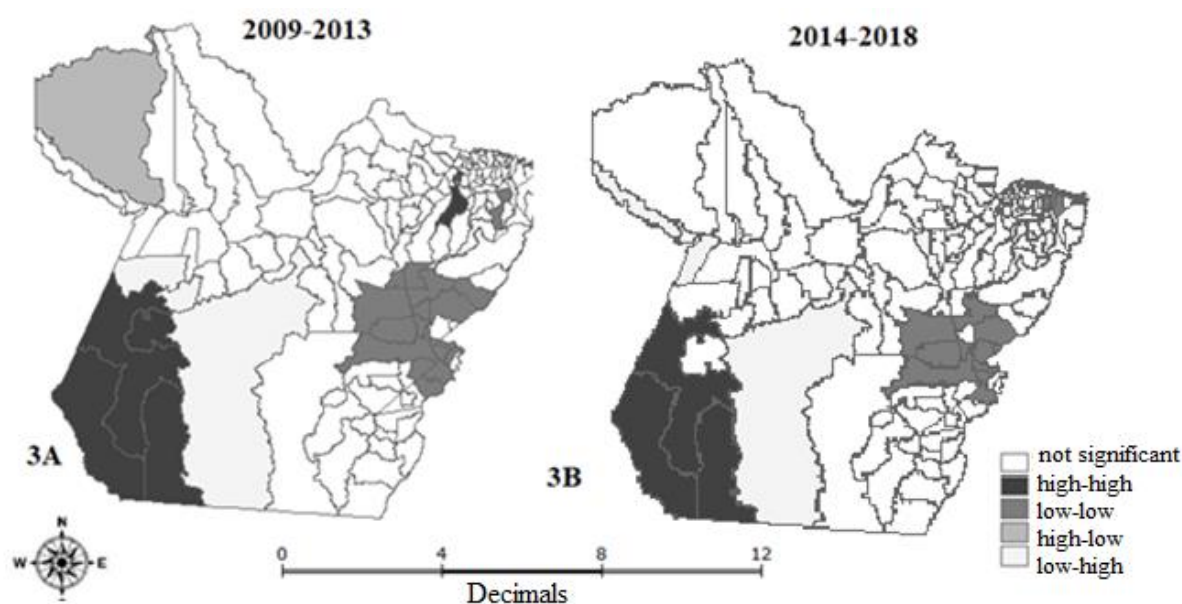 2009-2013
2014-2018
3A
3B
not significant
high-high
low-low
high-low
low-high
N
W E
S
0 4 8 12
Decimals